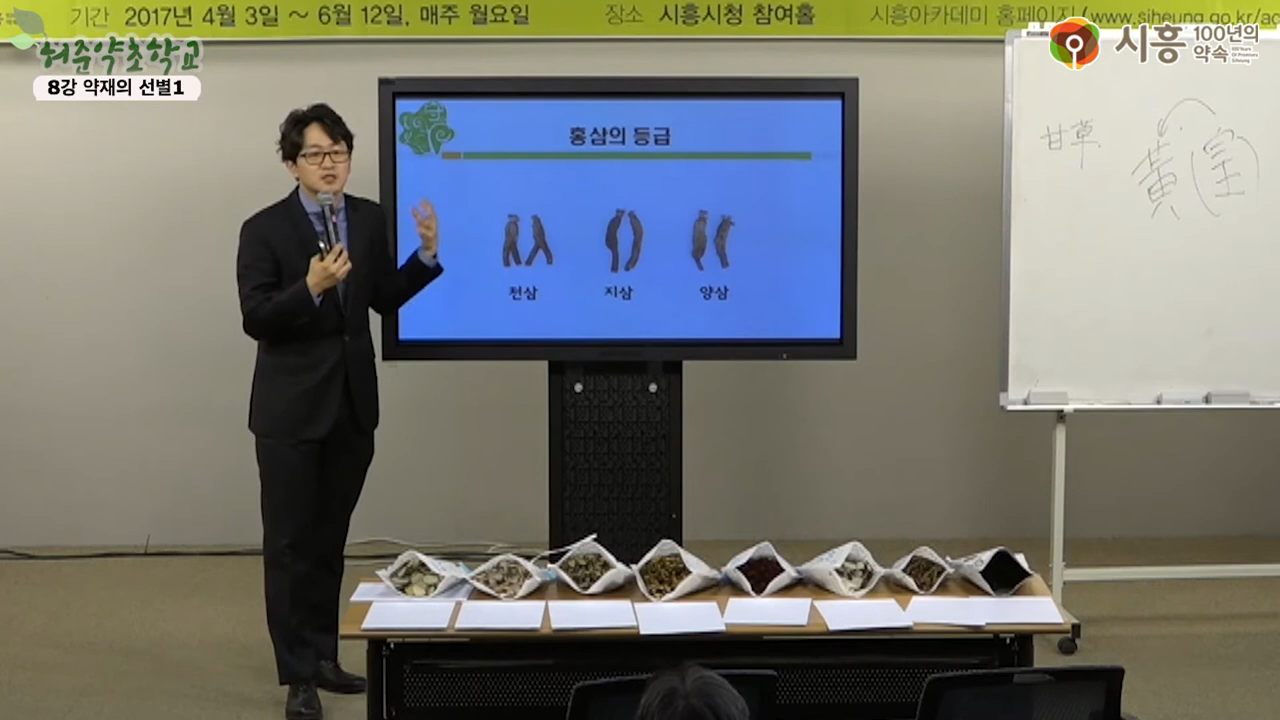 기간 2017년 4월 3일 ~ 6월 12일, 매주 월요일 장소 시흥시청 참여홀 시흥아카데미 홈페이지 (www.siheung.go.kr/ac
허준약초학교
8강 약재의 선별1
시흥 100년의 약속
홍삼의 등급
천삼 지삼 양삼
甘草
黃